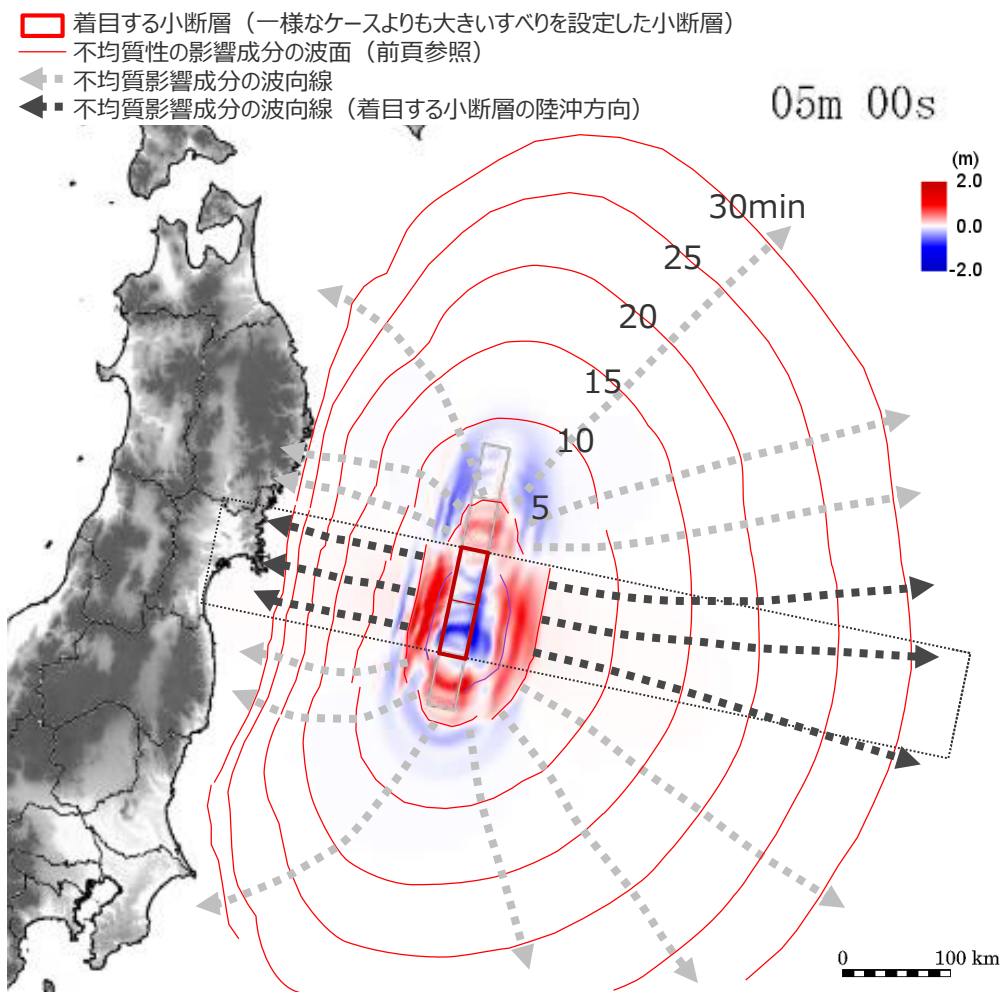 着目する小断層（一様なケースよりも大きいすべりを設定した小断層）
不均質性の影響成分の波面（前頁参照）
不均質影響成分の波向線
不均質影響成分の波向線（着目する小断層の陸沖方向）
05m 00s
(m)
2.0
0.0
-2.0
30min
25
20
15
10
5
0 100 km